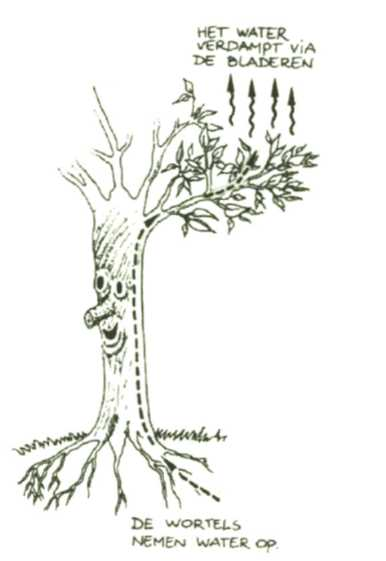 HET WATER
VERDAMPT VIA
DE BLADEREN
DE WORTELS
NEMEN WATER OP.